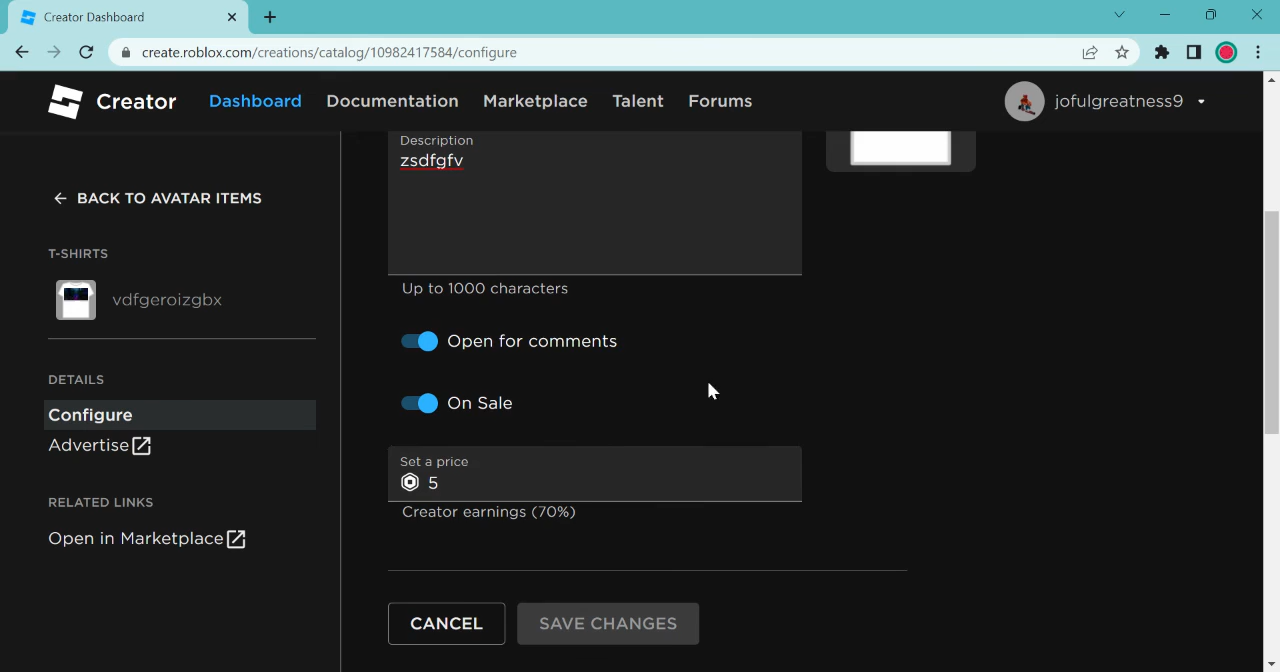 Creator Dashboard
create.roblox.com/creations/catalog/10982417584/configure
Creator Dashboard Documentation Marketplace Talent Forums jofulgreatness9
Description
zsdfgfv
BACK TO AVATAR ITEMS
T-SHIRTS
Up to 1000 characters
vdfgeroizgbx
Open for comments
DETAILS
On Sale
Configure
Advertise
Set a price
5
RELATED LINKS
Creator earnings (70%)
Open in Marketplace
CANCEL SAVE CHANGES